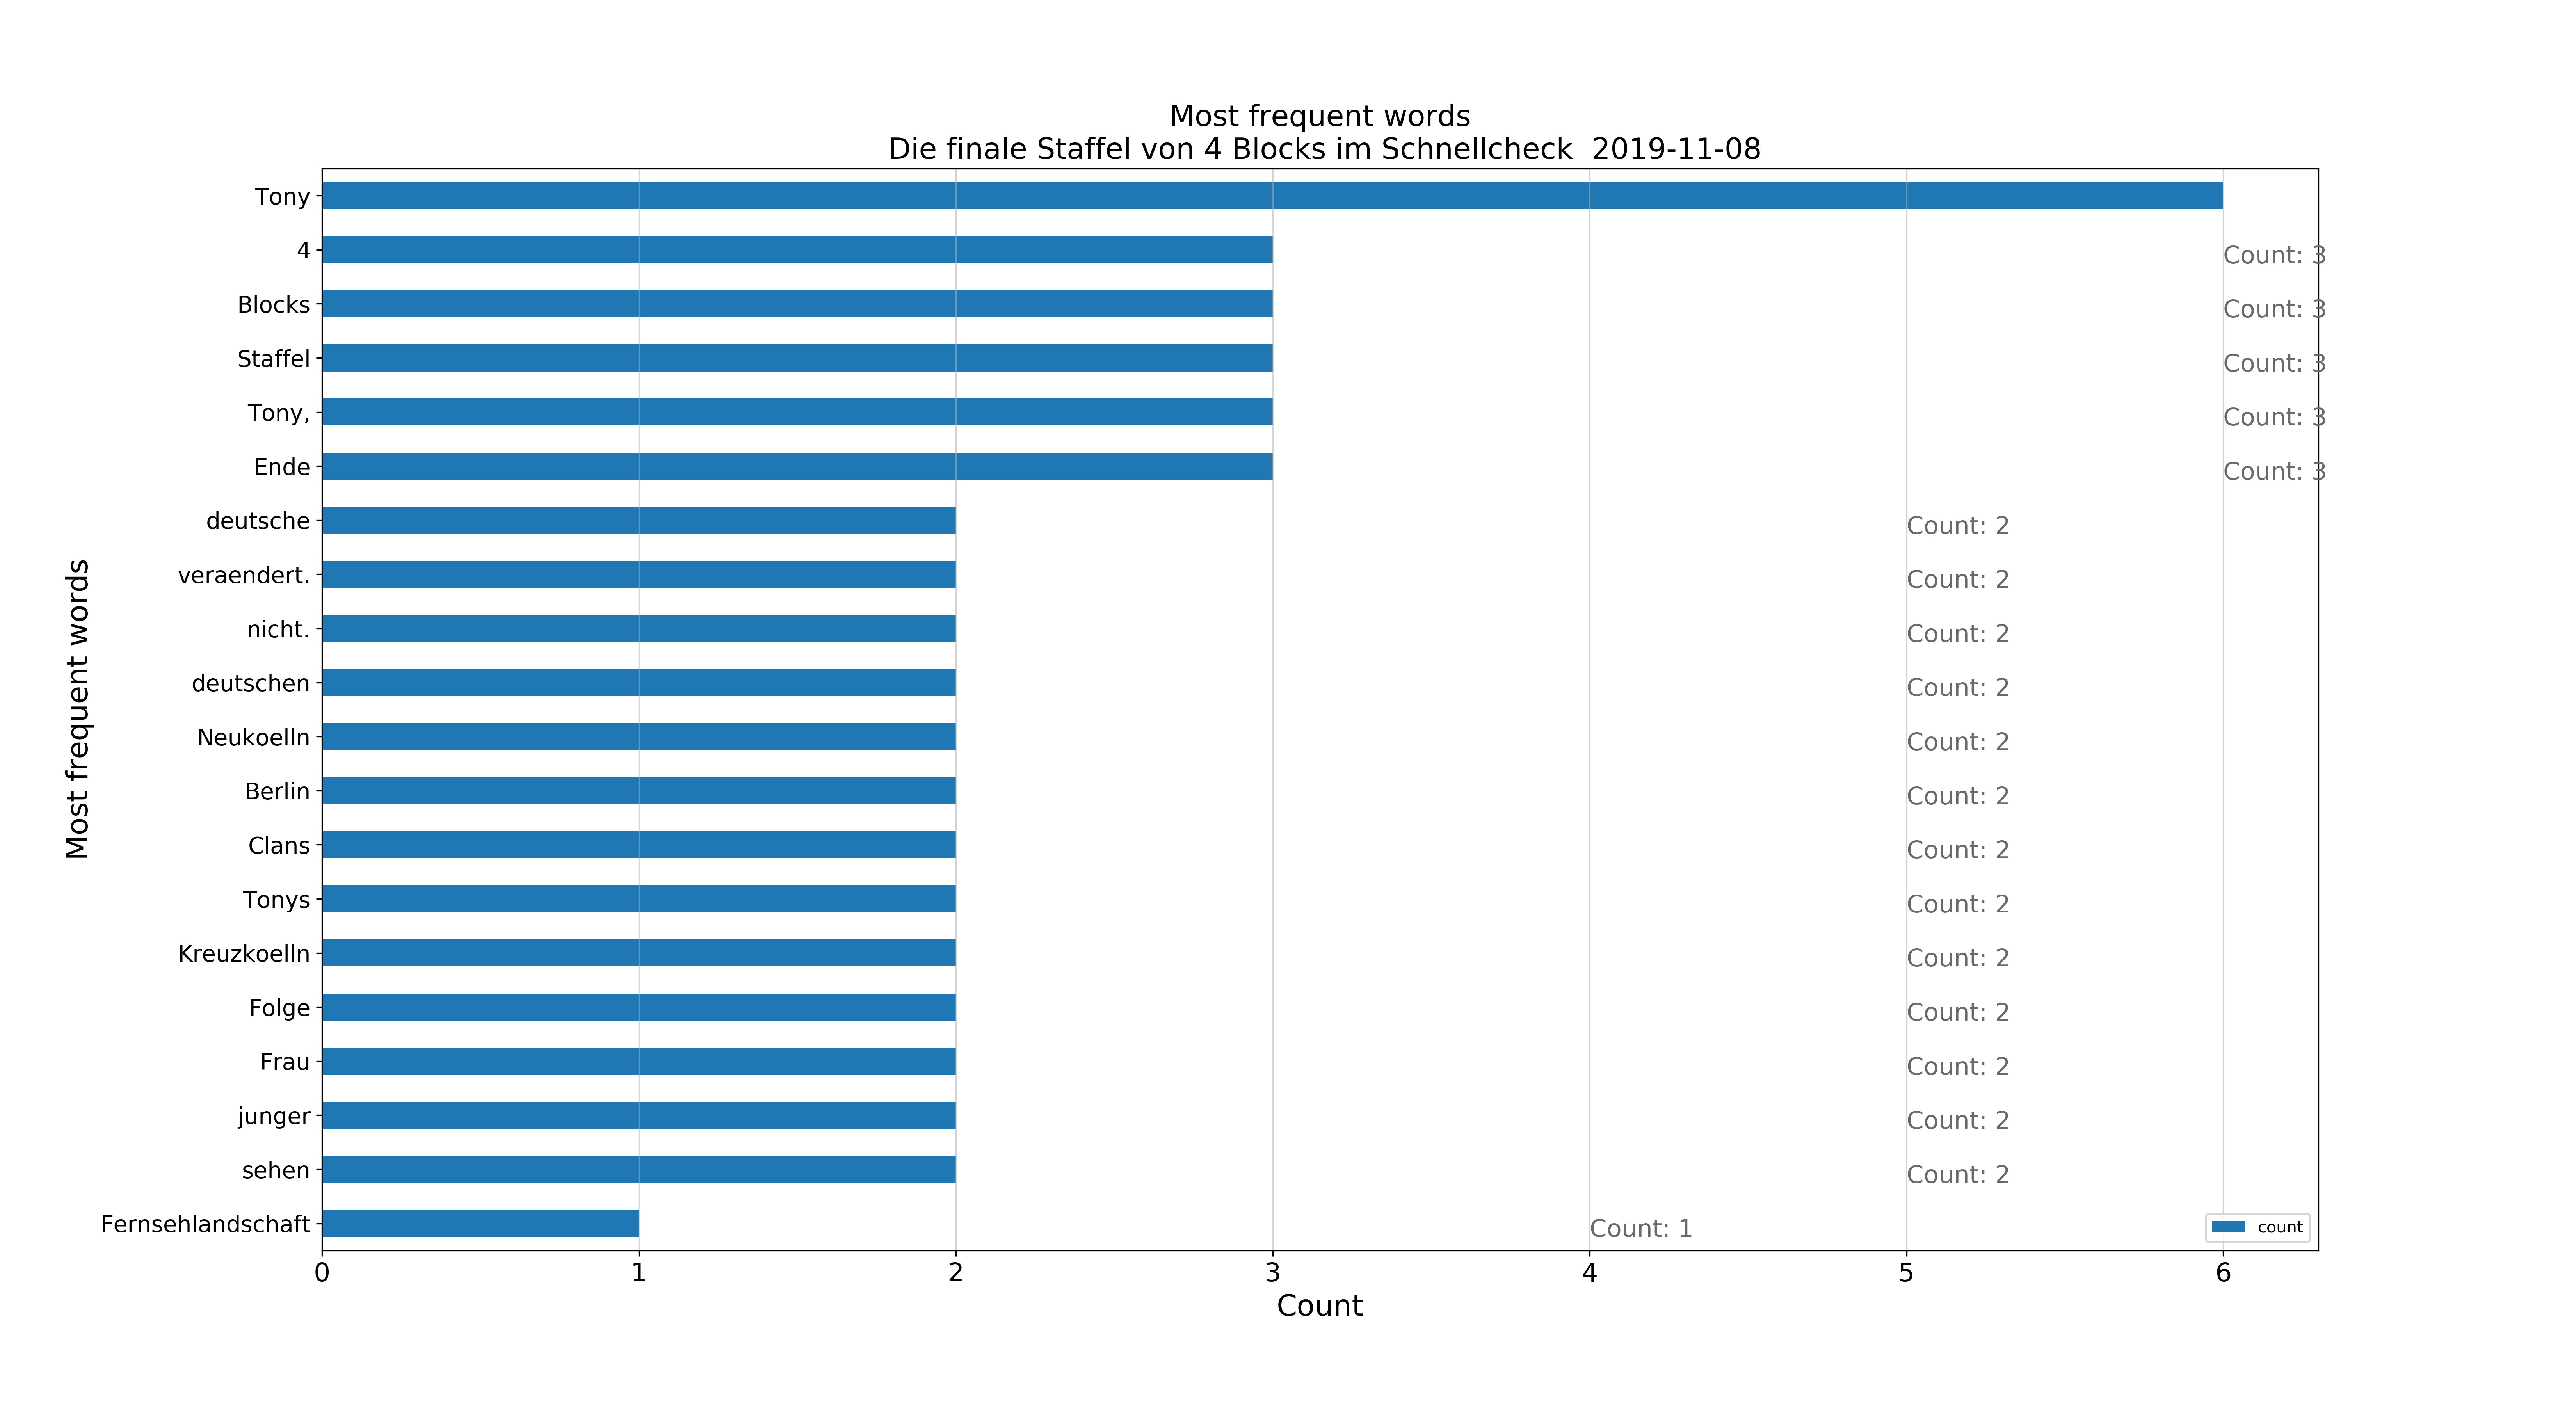 Most frequent words
Die finale Staffel von 4 Blocks im Schnellcheck  2019-11-08
Most frequent words
Tony
4 Count: 3
Blocks Count: 3
Staffel Count: 3
Tony, Count: 3
Ende Count: 3
deutsche Count: 2
veraendert. Count: 2
nicht. Count: 2
deutschen Count: 2
Neukoelln Count: 2
Berlin Count: 2
Clans Count: 2
Tonys Count: 2
Kreuzkoelln Count: 2
Folge Count: 2
Frau Count: 2
junger Count: 2
sehen Count: 2
Fernsehlandschaft Count: 1
count
0 1 2 3 4 5 6
Count